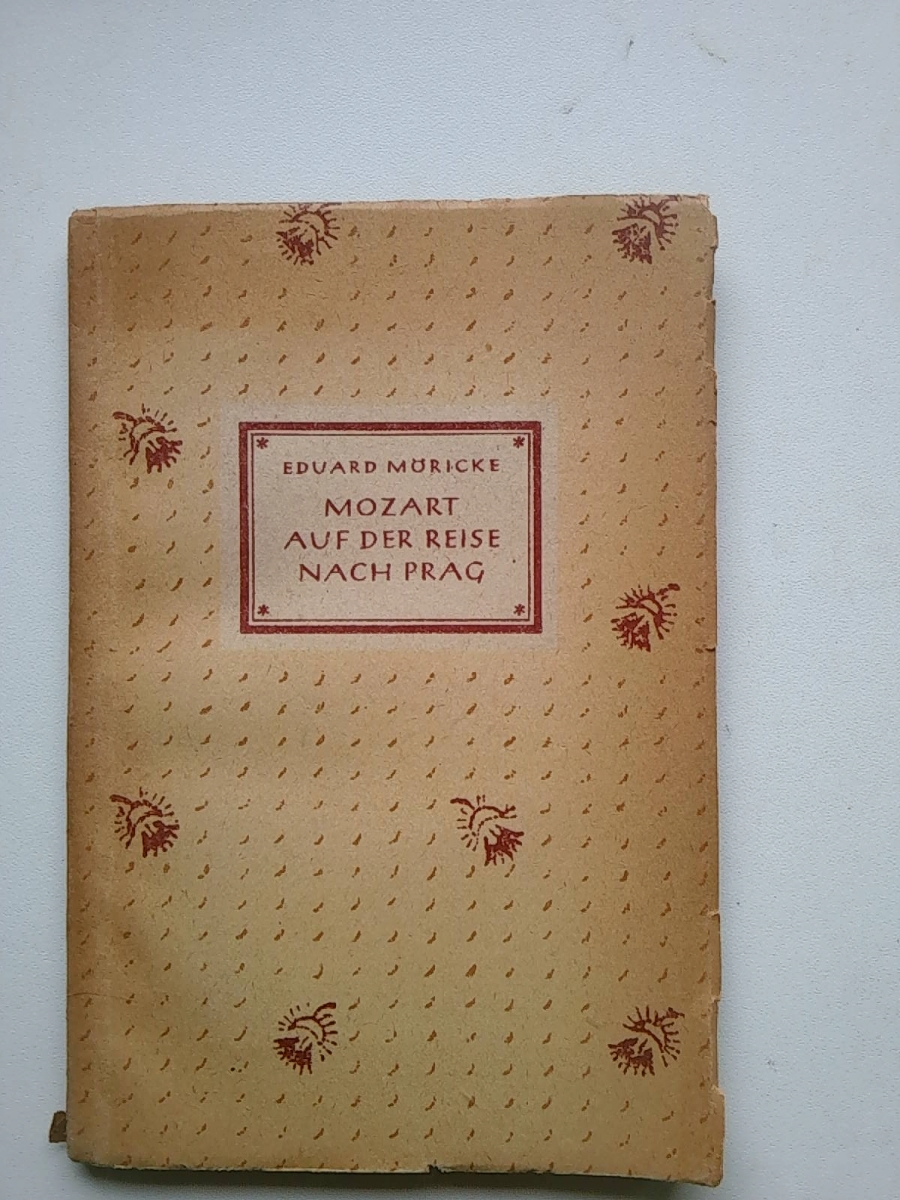 EDUARD MÖRICKE
MOZART
AUF DER REISE
NACH PRAG